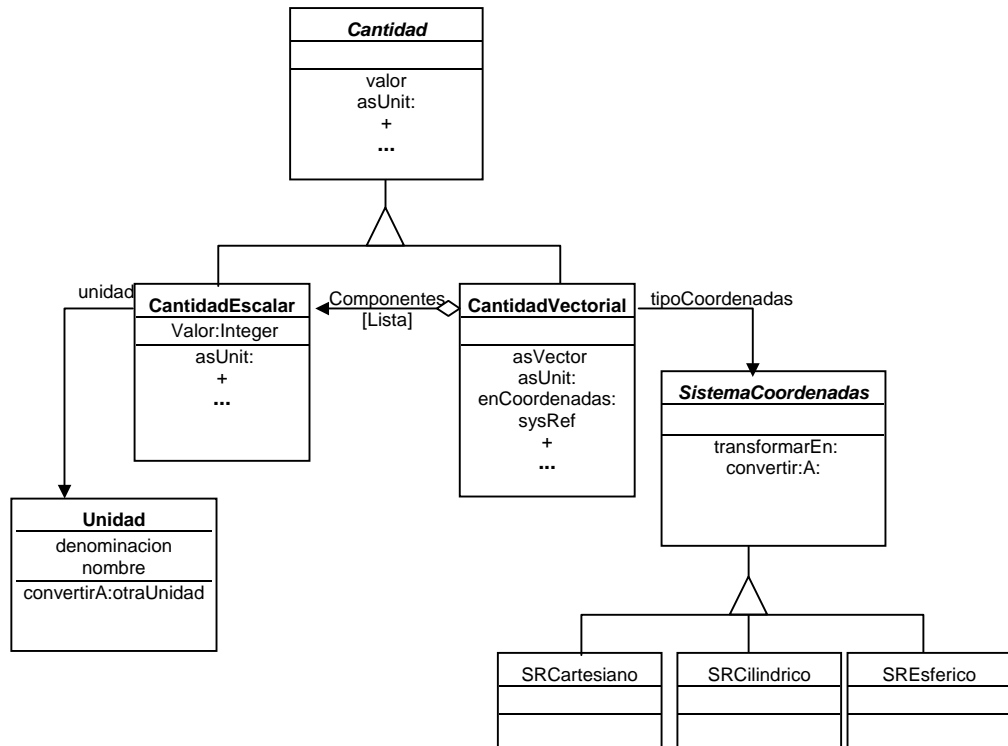 Cantidad
valor
asUnit:
+
...
unidad
CantidadEscalar
Valor:Integer
asUnit:
+
...
Componentes
[Lista]
CantidadVectorial
asVector
asUnit:
enCoordenadas:
sysRef
+
...
tipoCoordenadas
SistemaCoordenadas
transformarEn:
convertir:A:
Unidad
denominacion
nombre
convertirA:otraUnidad
SRCartesiano
SRCilindrico
SREsferico